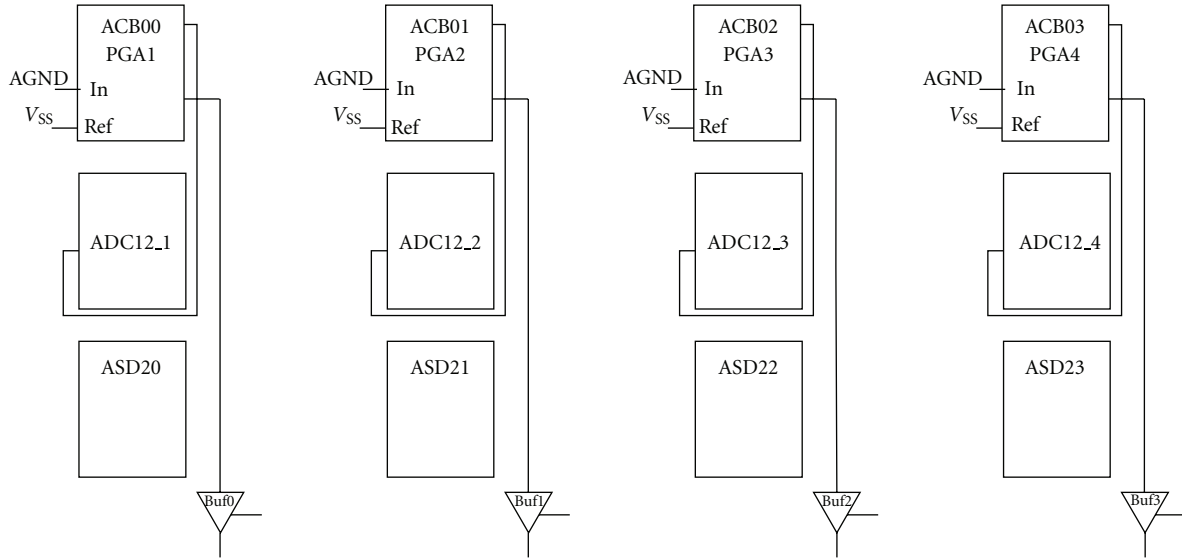 ACB00
PGA1
AGND
In
VSS
Ref
ADC12_1
ASD20
Buf0
ACB01
PGA2
AGND
In
VSS
Ref
ADC12_2
ASD21
Buf1
ACB02
PGA3
AGND
In
VSS
Ref
ADC12_3
ASD22
Buf2
ACB03
PGA4
AGND
In
VSS
Ref
ADC12_4
ASD23
Buf3